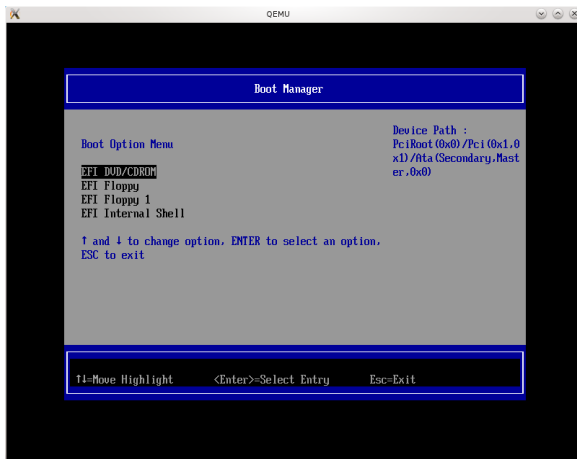 QEMU
Boot Manager
Boot Option Menu
EFI DVD/CDROM
EFI Floppy
EFI Floppy 1
EFI Internal Shell
↑ and ↓ to change option, ENTER to select an option,
ESC to exit
Device Path :
PciRoot(0x0)/Pci(0x1,0
x1)/Ata(Secondary,Mast
er,0x0)
↑↓=Move Highlight <Enter>=Select Entry Esc=Exit